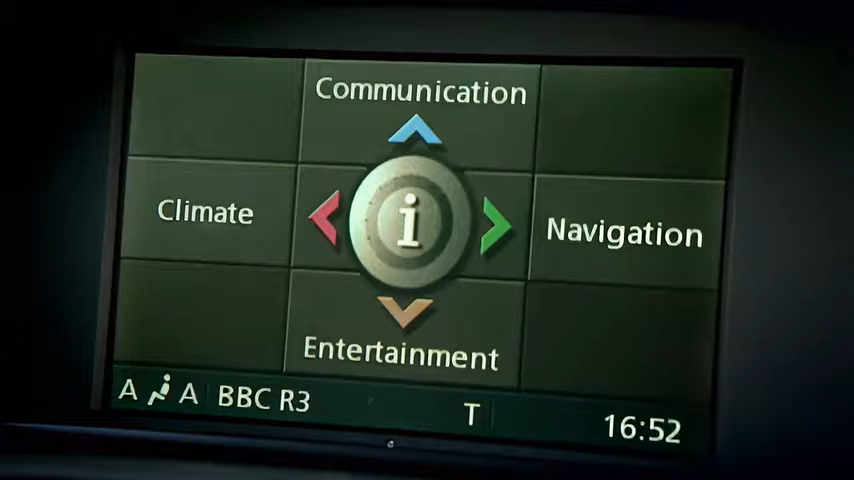 Communication
Climate
i
Navigation
Entertainment
A A BBC R3 T 16:52